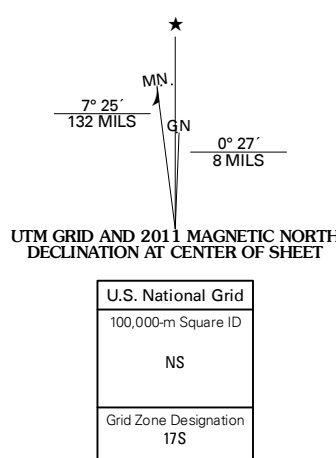 ★
MN.
GN
7° 25´
132 MILS
0° 27´
8 MILS
UTM GRID AND 2011 MAGNETIC NORTH
DECLINATION AT CENTER OF SHEET
U.S. National Grid
100,000-m Square ID
NS
Grid Zone Designation
17S